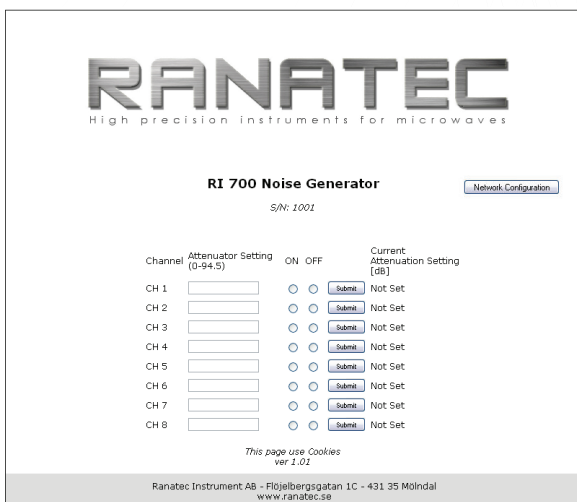 RANATEC
High precision instruments for microwaves
RI 700 Noise Generator
Network Configuration
S/N: 1001
Channel Attenuator Setting (0-94.5) ON OFF Current Attenuation Setting [dB]
CH 1 Submit Not Set
CH 2 Submit Not Set
CH 3 Submit Not Set
CH 4 Submit Not Set
CH 5 Submit Not Set
CH 6 Submit Not Set
CH 7 Submit Not Set
CH 8 Submit Not Set
This page use Cookies
ver 1.01
Ranatec Instrument AB - Flöjelbergsgatan 1C - 431 35 Mölndal
www.ranatec.se